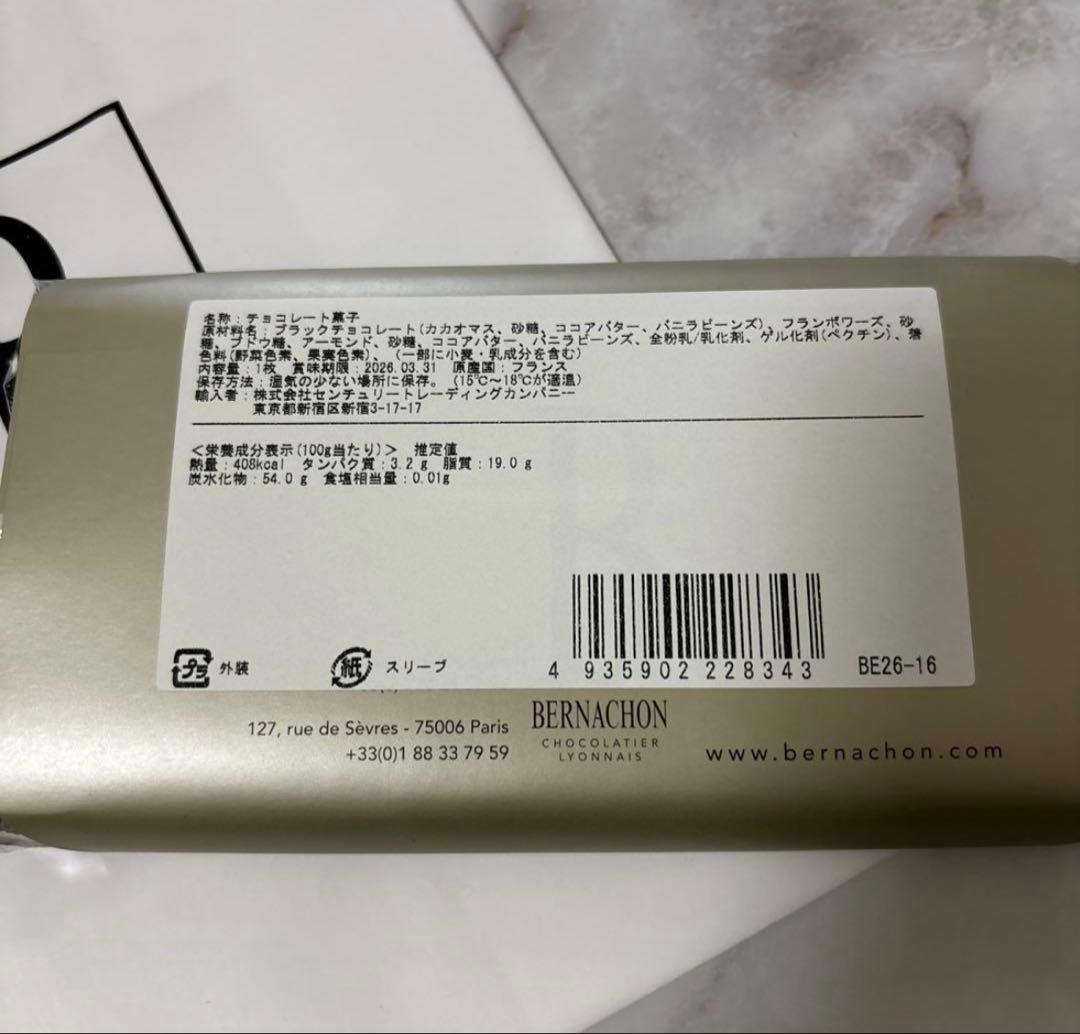 名称：チョコレート菓子
原材料名：ブラックチョコレート(カカオマス、砂糖、ココアバター、バニラビーンズ)、フランボワーズ、砂
糖、ブドウ糖、アーモンド、砂糖、ココアバター、バニラビーンズ、全粉乳/乳化剤、ゲル化剤(ペクチン)、着
色料(野菜色素、果実色素)、(一部に小麦・乳成分を含む)
内容量：1枚 賞味期限：2026.03.31 原産国：フランス
保存方法：湿気の少ない場所に保存。(15℃～18℃が適温)
輸入者：株式会社センチュリートレーディングカンパニー
東京都新宿区新宿3-17-17
＜栄養成分表示(100g当たり)＞ 推定値
熱量：408kcal タンパク質：3.2g 脂質：19.0g
炭水化物：54.0g 食塩相当量：0.01g
プラ 外装 紙 スリーブ 4 935902 228343 BE26-16
127, rue de Sèvres - 75006 Paris
+33(0)1 88 33 79 59
BERNACHON
CHOCOLATIER
LYONNAIS
www.bernachon.com